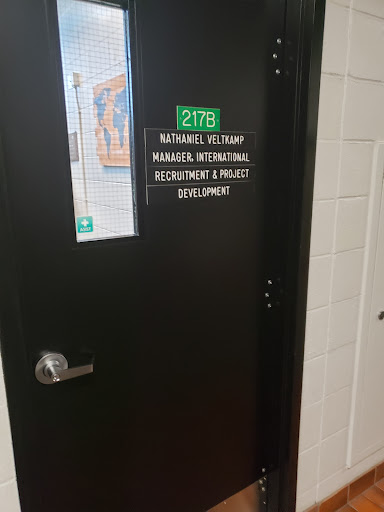 217B
NATHANIEL VELTKAMP
MANAGER, INTERNATIONAL
RECRUITMENT & PROJECT
DEVELOPMENT